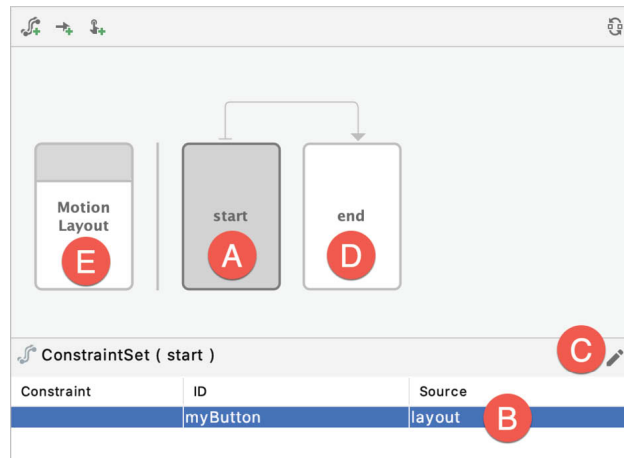 Motion
Layout
start
end
E
A
D
ConstraintSet ( start )
C
Constraint ID Source
myButton layout
B